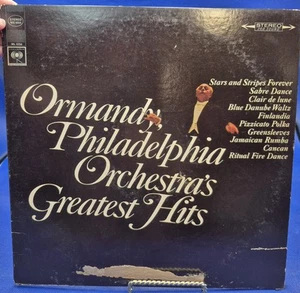 STEREO
Stars and Stripes Forever
Sabre Dance
Clair de lune
Blue Danube Waltz
Finlandia
Pizzicato Polka
Greensleeves
Jamaican Rumba
Cancan
Ritual Fire Dance
Ormandy,
Philadelphia
Orchestra's
Greatest Hits